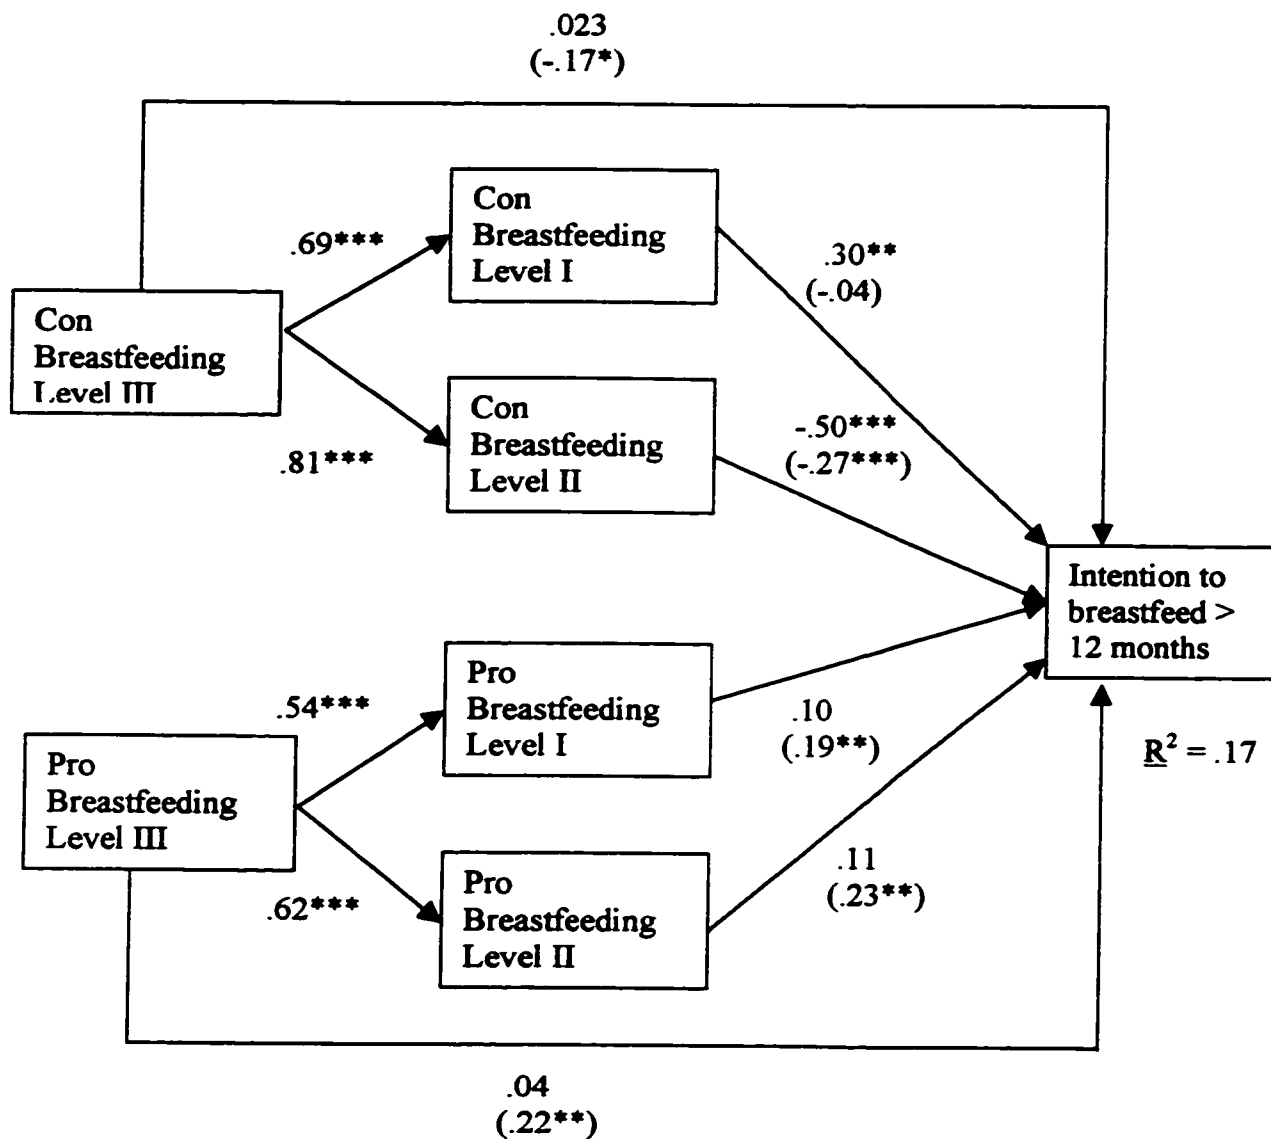 .023
(-.17*)
Con
Breastfeeding
Level I
.69***
.30**
(-.04)
Con
Breastfeeding
Level III
Con
Breastfeeding
Level II
.81***
-.50***
(-.27***)
Intention to
breastfeed >
12 months
Pro
Breastfeeding
Level I
.54***
.10
(.19**)
R² = .17
Pro
Breastfeeding
Level III
Pro
Breastfeeding
Level II
.62***
.11
(.23**)
.04
(.22**)